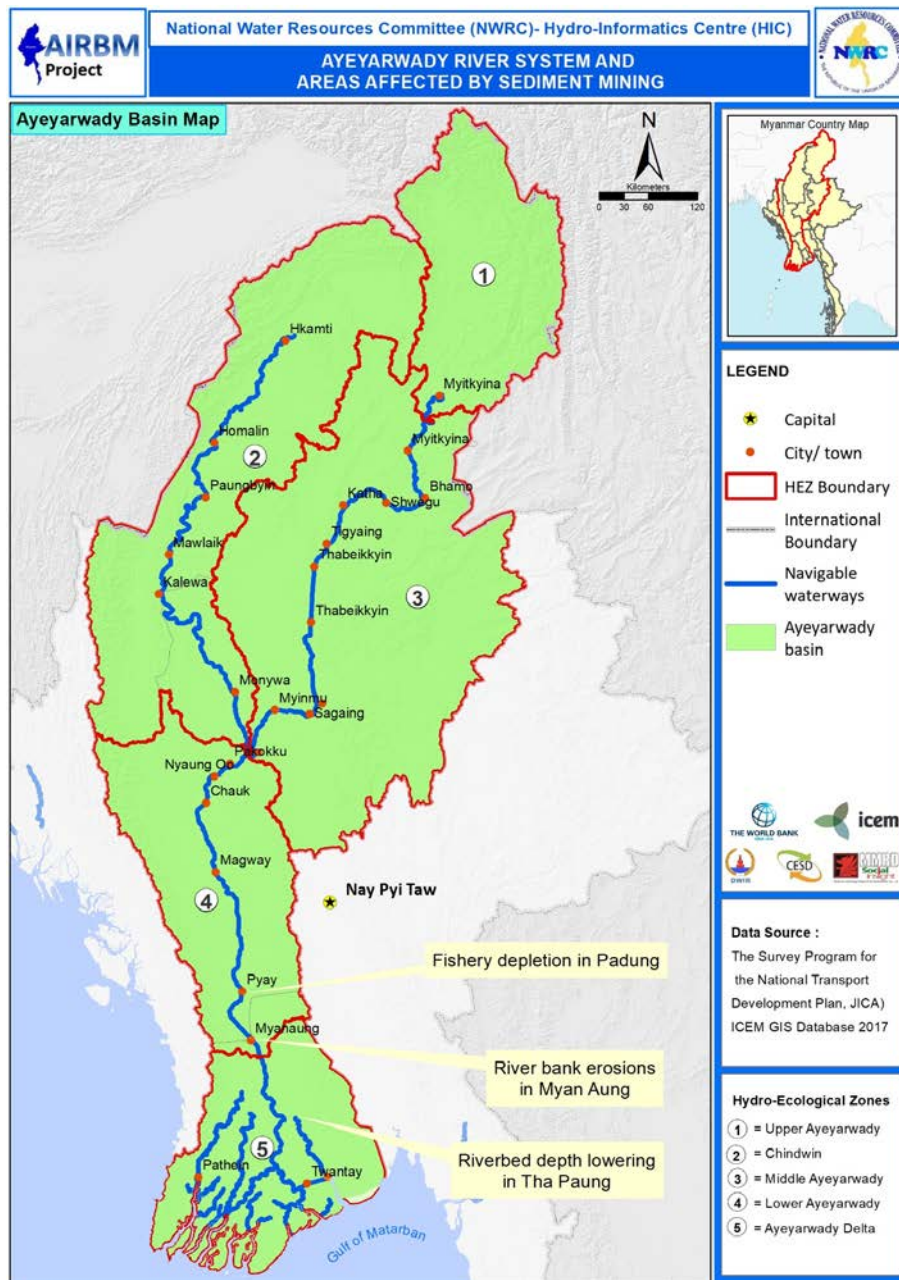 AIRBM
Project
National Water Resources Committee (NWRC)- Hydro-Informatics Centre (HIC)
AYEYARWADY RIVER SYSTEM AND
AREAS AFFECTED BY SEDIMENT MINING
NWRC
Ayeyarwady Basin Map
N
Kilometers
0 30 60 120
1
Hkamti
Myitkyina
Homalin
Myitkyina
2
Paungbyin
Bhamo
Katha
Shwegu
Mawlaik
Tigyaing
Thabeikkyin
Kalewa
3
Thabeikkyin
Monywa
Myinmu
Sagaing
Pakokku
Nyaung Oo
Chauk
Magway
4
Nay Pyi Taw
Fishery depletion in Padung
Pyay
Myanaung
River bank erosions
in Myan Aung
5
Riverbed depth lowering
in Tha Paung
Pathein
Twantay
Gulf of Matarban
Myanmar Country Map
LEGEND
Capital
City/ town
HEZ Boundary
International
Boundary
Navigable
waterways
Ayeyarwady
basin
THE WORLD BANK
icem
DWIR
CESD
MMRD
Social
Insight
Data Source :
The Survey Program for
the National Transport
Development Plan, JICA)
ICEM GIS Database 2017
Hydro-Ecological Zones
1 = Upper Ayeyarwady
2 = Chindwin
3 = Middle Ayeyarwady
4 = Lower Ayeyarwady
5 = Ayeyarwady Delta